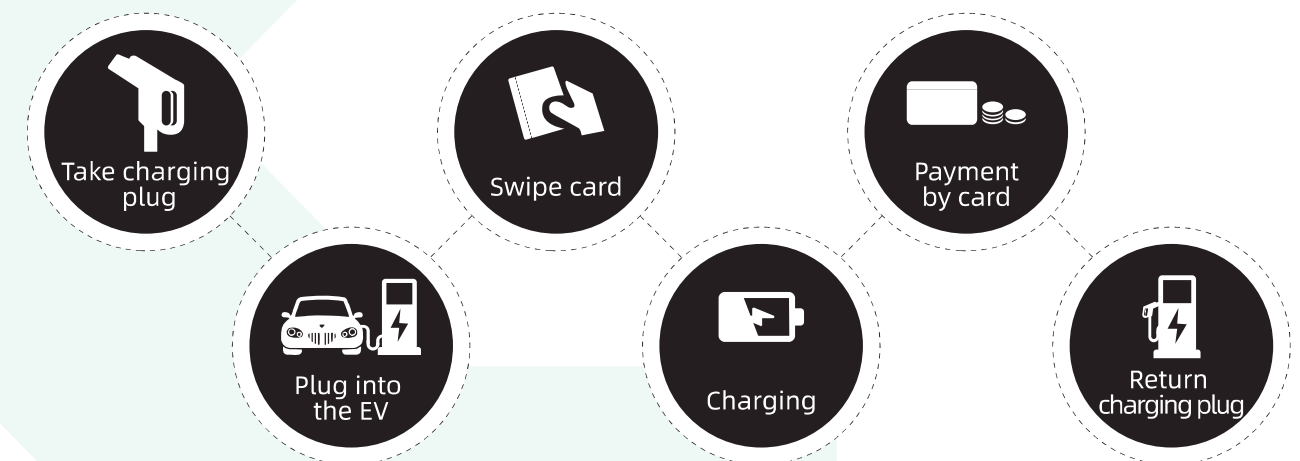 Take charging
plug
Plug into
the EV
Swipe card
Charging
Payment
by card
Return
charging plug